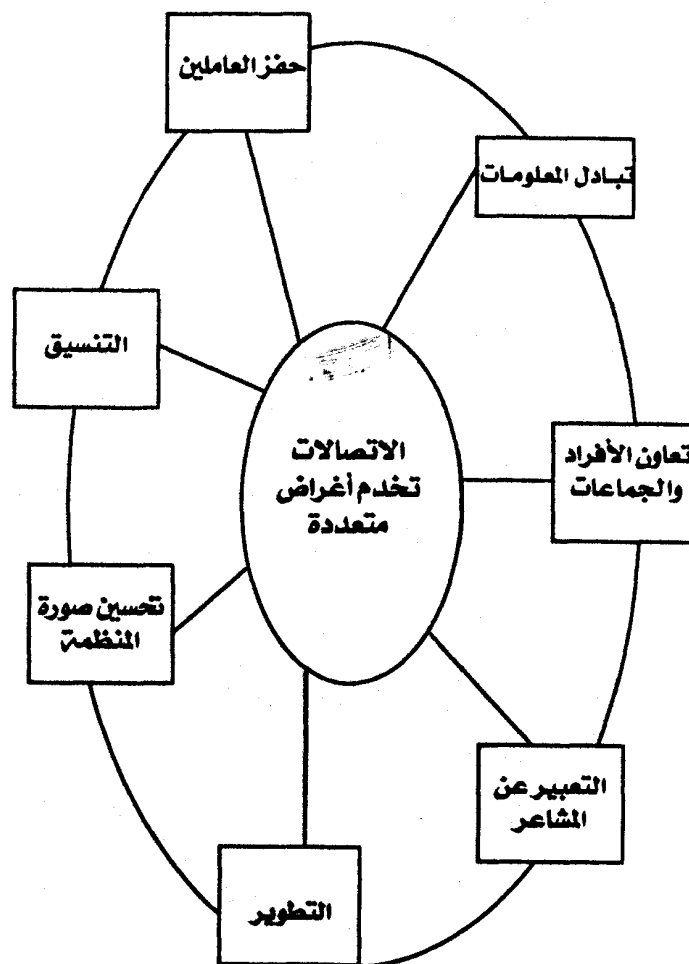 حفز العاملين
تبادل المعلومات
تعاون الأفراد
والجماعات
التعبير عن
المشاعر
التطوير
تحسين صورة
المنظمة
التنسيق
الاتصالات
تخدم أغراض
متعددة